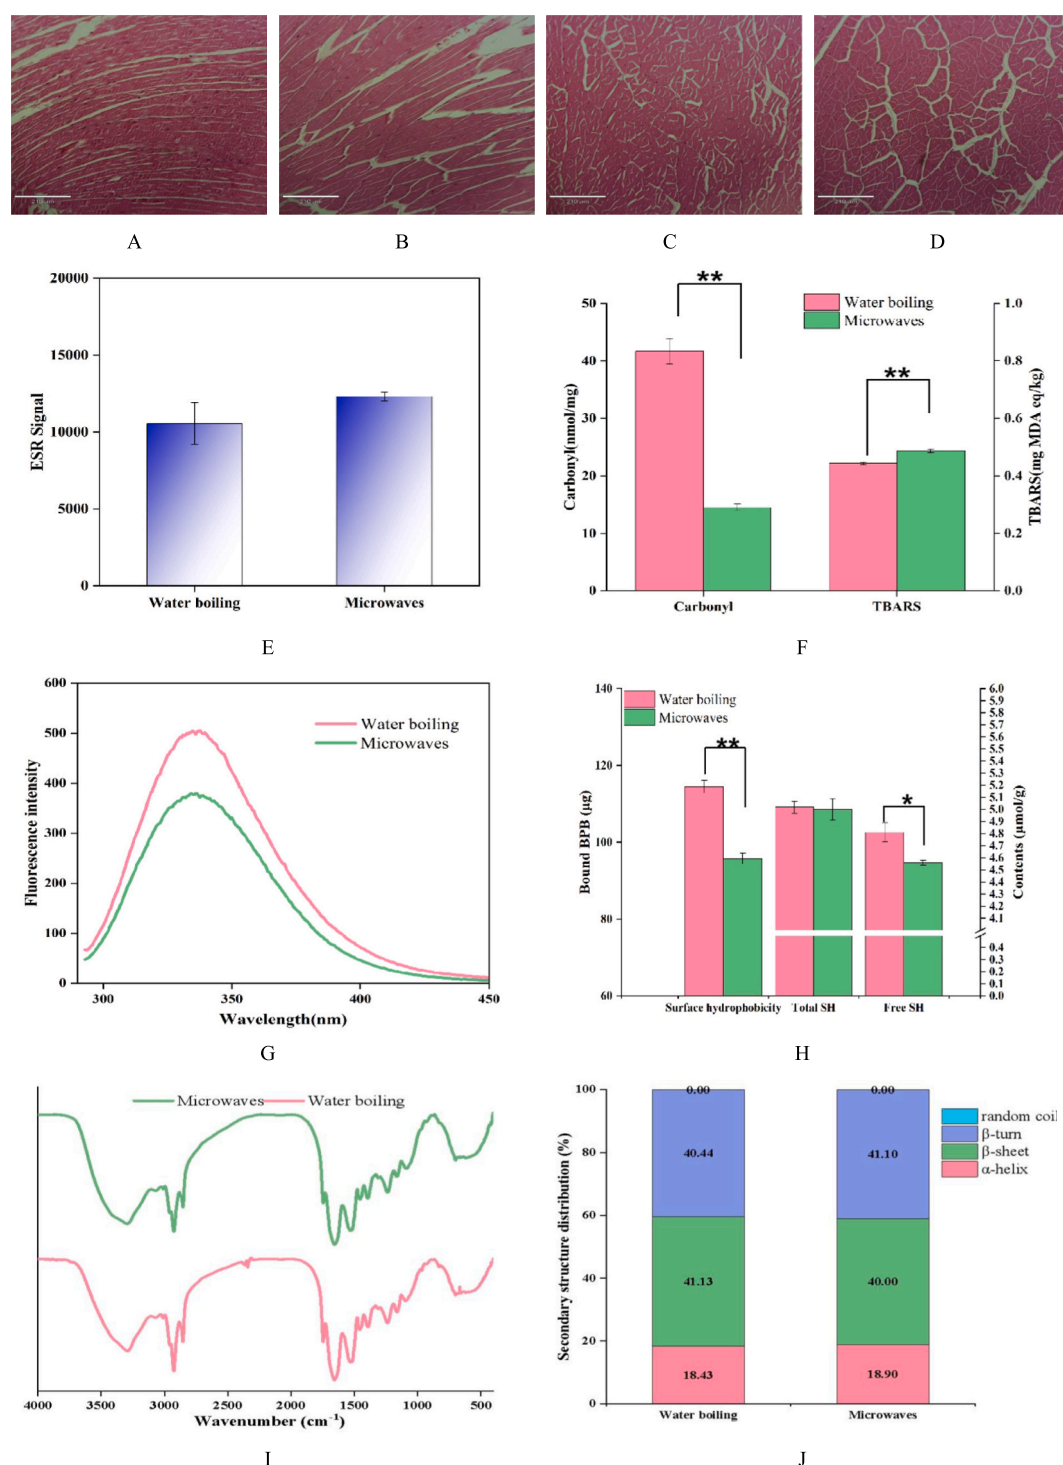 210 um
210 um
210 um
210 um
A
B
C
D
20000
15000
10000
5000
0
ESR Signal
Water boiling
Microwaves
E
50
40
30
20
10
0
Carbonyl(nmol/mg)
**
**
Water boiling
Microwaves
1.0
0.8
0.6
0.4
0.2
0.0
TBARS(mg MDA eq/kg)
Carbonyl
TBARS
F
600
500
400
300
200
100
0
Fluorescence intensity
Water boiling
Microwaves
300
350
400
450
Wavelength(nm)
G
140
120
100
80
60
Bound BPB (µg)
Water boiling
Microwaves
**
*
6.0
5.9
5.8
5.7
5.6
5.5
5.4
5.3
5.2
5.1
5.0
4.9
4.8
4.7
4.6
4.5
4.4
4.3
4.2
4.1
0.4
0.3
0.2
0.1
0.0
Contents (µmol/g)
Surface hydrophobicity
Total SH
Free SH
H
Microwaves
Water boiling
4000
3500
3000
2500
2000
1500
1000
500
Wavenumber (cm⁻¹)
I
100
80
60
40
20
0
Secondary structure distribution (%)
0.00
0.00
40.44
41.10
41.13
40.00
18.43
18.90
random coil
β-turn
β-sheet
α-helix
Water boiling
Microwaves
J